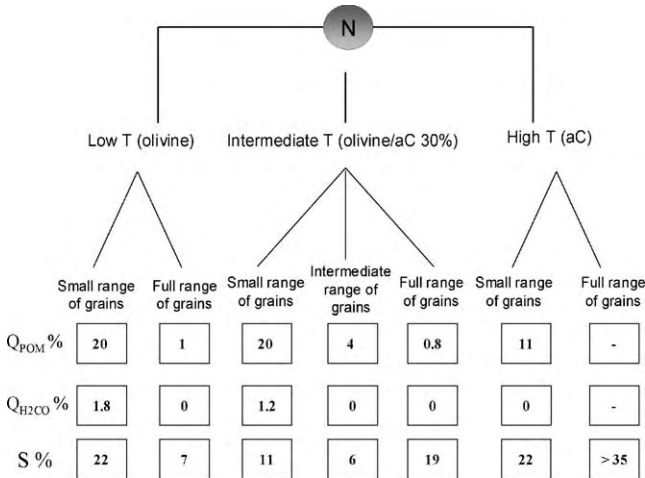 N
Low T (olivine) Intermediate T (olivine/aC 30%) High T (aC)
Small range of grains Full range of grains Small range of grains Intermediate range of grains Full range of grains Small range of grains Full range of grains
QPOM% 20 1 20 4 0.8 11 -
QH2CO% 1.8 0 1.2 0 0 0 -
S % 22 7 11 6 19 22 > 35